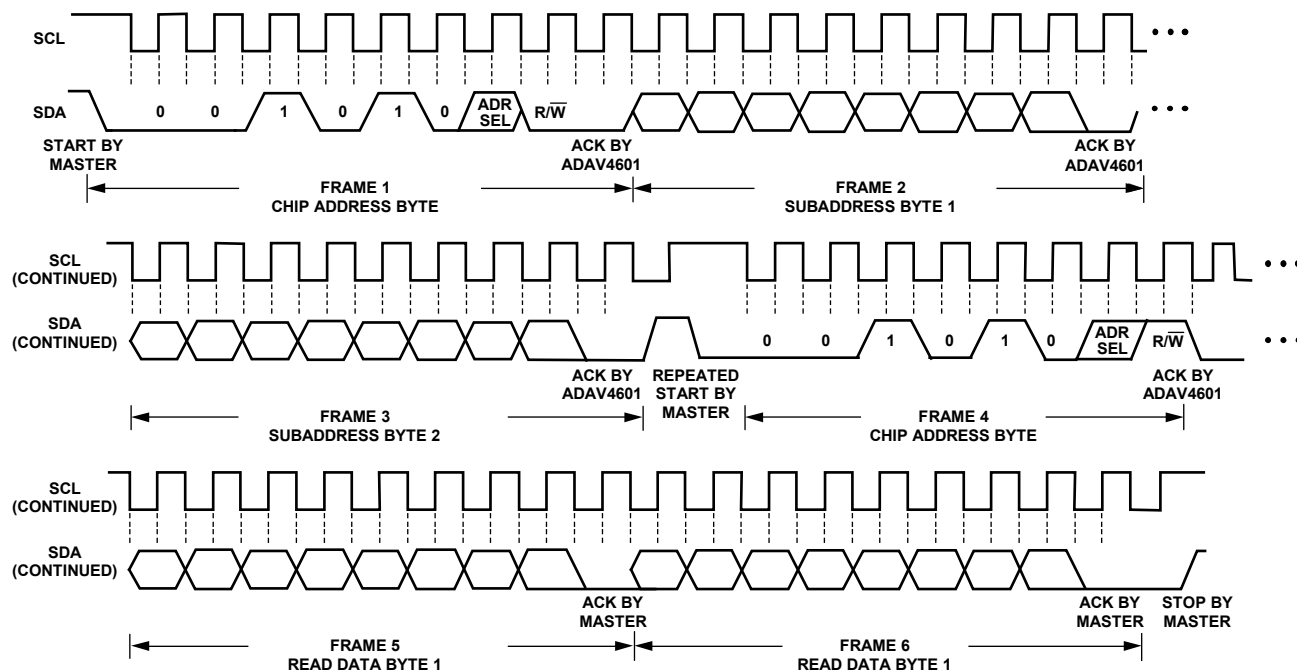 SCL
SDA
0 0 1 0 1 0 ADR SEL R/W̅
START BY MASTER
ACK BY ADAV4601
ACK BY ADAV4601
FRAME 1
CHIP ADDRESS BYTE
FRAME 2
SUBADDRESS BYTE 1
SCL
(CONTINUED)
SDA
(CONTINUED)
0 0 1 0 1 0 ADR SEL R/W̅
ACK BY ADAV4601
REPEATED START BY MASTER
ACK BY ADAV4601
FRAME 3
SUBADDRESS BYTE 2
FRAME 4
CHIP ADDRESS BYTE
SCL
(CONTINUED)
SDA
(CONTINUED)
ACK BY MASTER
ACK BY MASTER
STOP BY MASTER
FRAME 5
READ DATA BYTE 1
FRAME 6
READ DATA BYTE 1